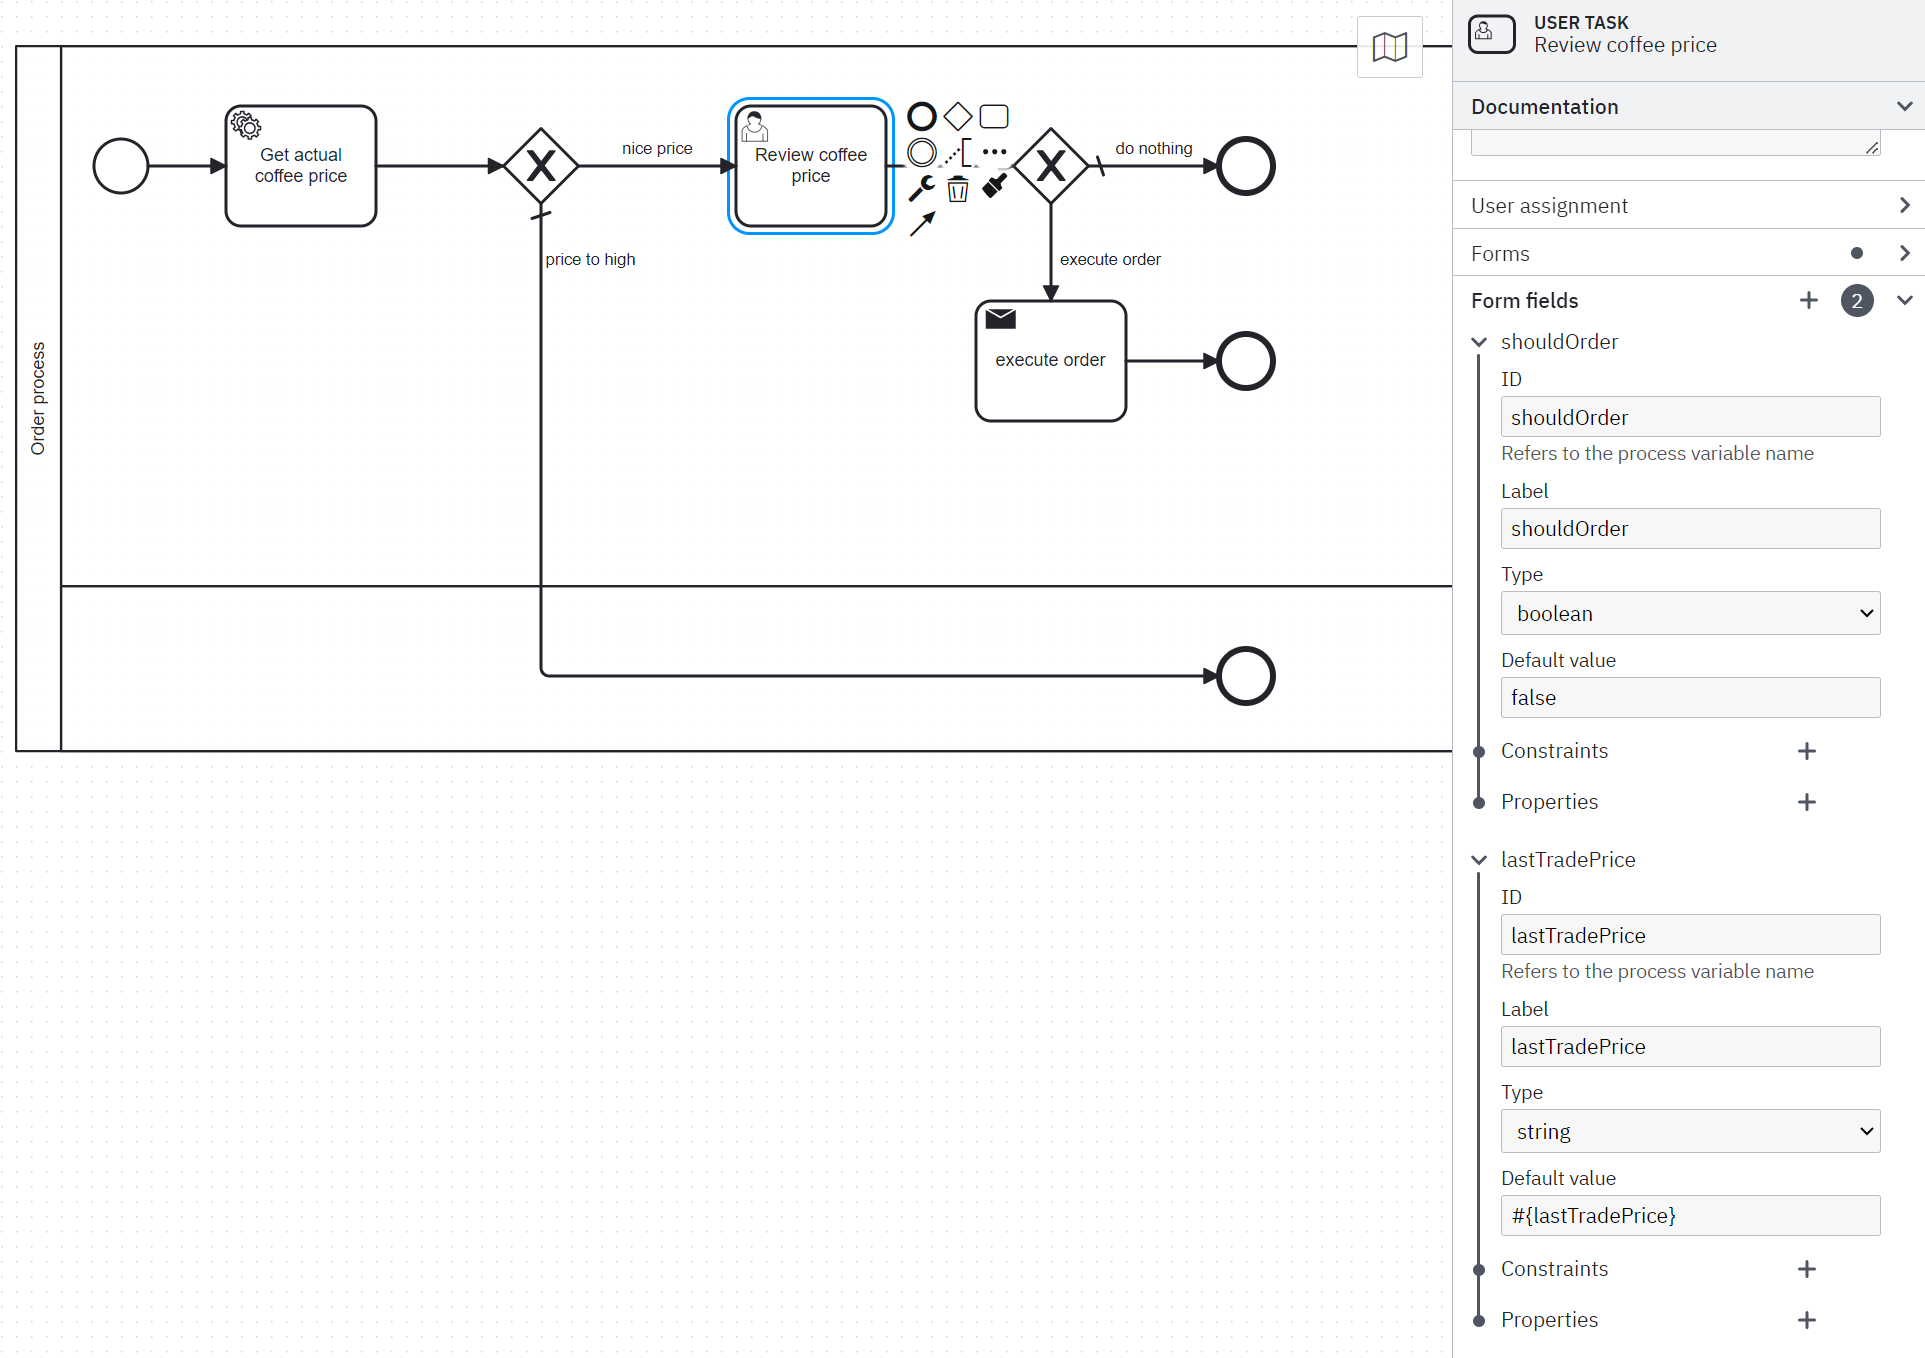 Order process
Get actual
coffee price
nice price
price to high
Review coffee
price
do nothing
execute order
execute order
USER TASK
Review coffee price
Documentation
User assignment
Forms
Form fields
2
shouldOrder
ID
shouldOrder
Refers to the process variable name
Label
shouldOrder
Type
boolean
Default value
false
Constraints
Properties
lastTradePrice
ID
lastTradePrice
Refers to the process variable name
Label
lastTradePrice
Type
string
Default value
#{lastTradePrice}
Constraints
Properties